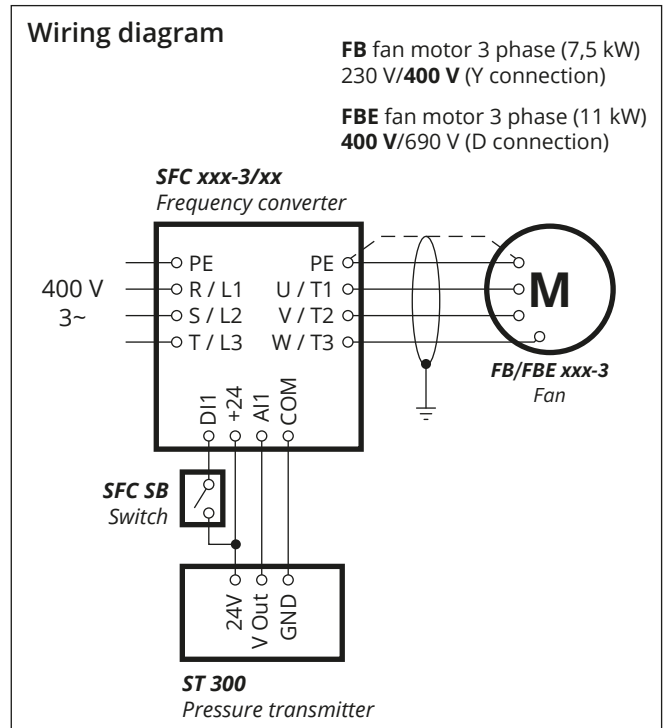 Wiring diagram
FB fan motor 3 phase (7,5 kW)
230 V/400 V (Y connection)
FBE fan motor 3 phase (11 kW)
400 V/690 V (D connection)
SFC xxx-3/xx
Frequency converter
400 V
3~
PE
R / L1
S / L2
T / L3
PE
U / T1
V / T2
W / T3
M
FB/FBE xxx-3
Fan
DI1
+24
AI1
COM
SFC SB
Switch
24V
V Out
GND
ST 300
Pressure transmitter